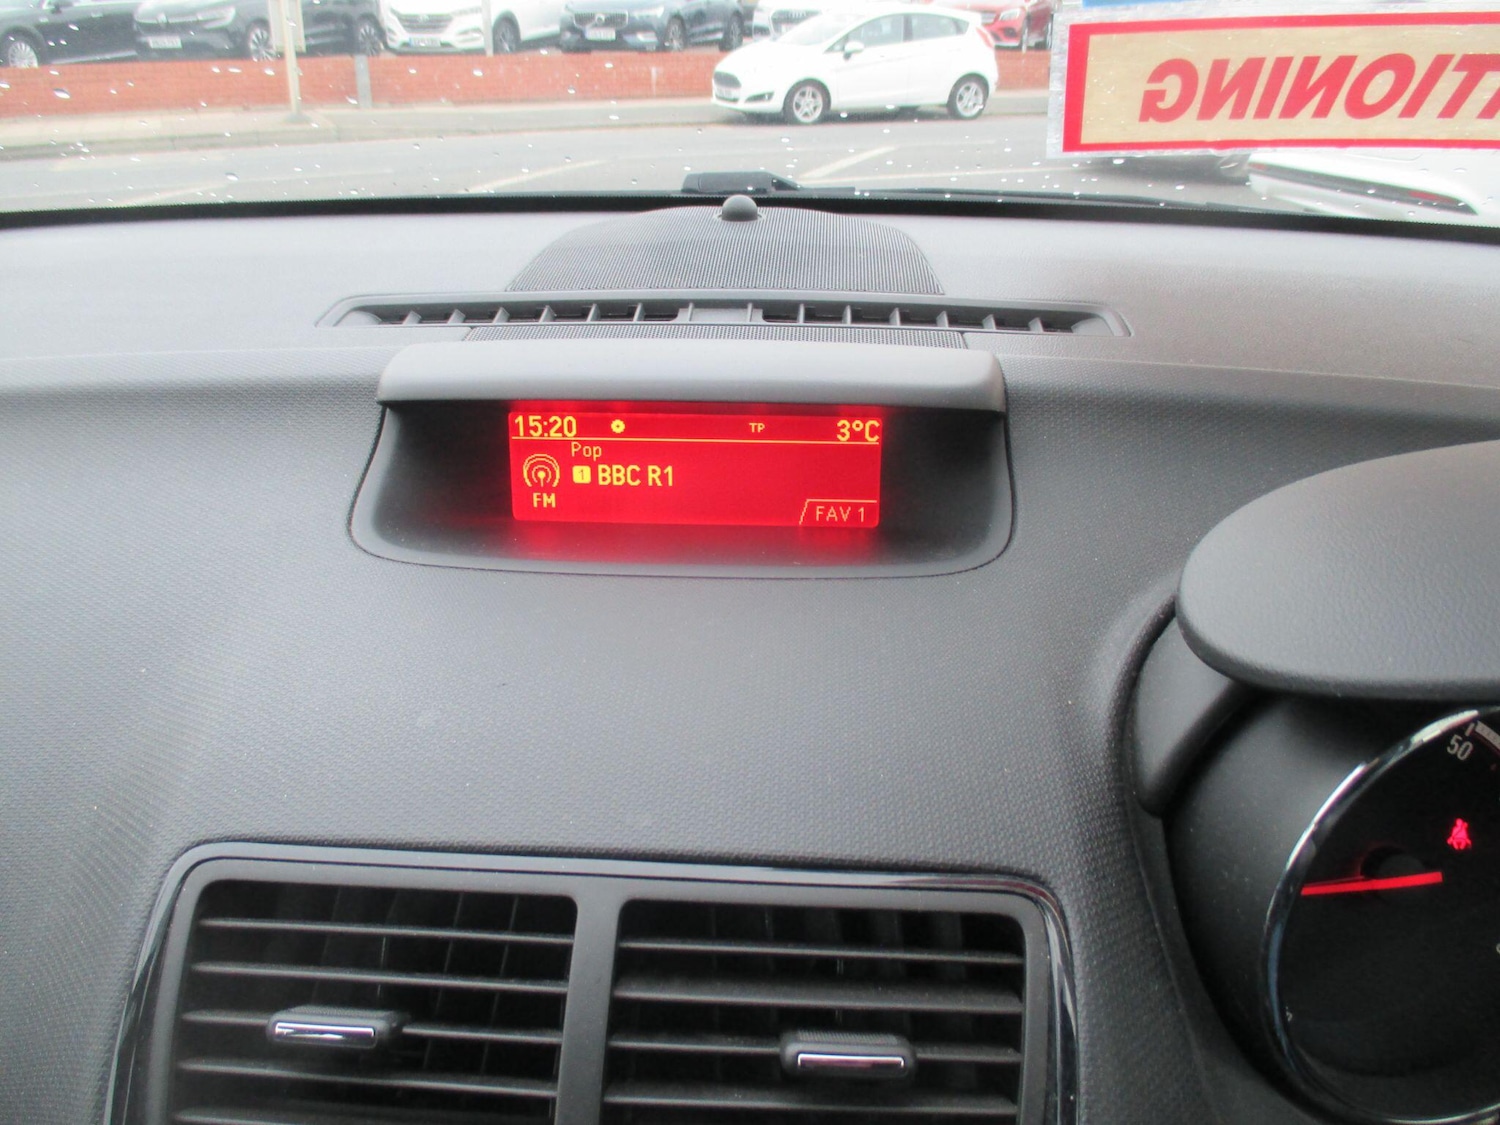 TIONING
15:20 TP 3°C
Pop
1 BBC R1
FM
FAV 1
50